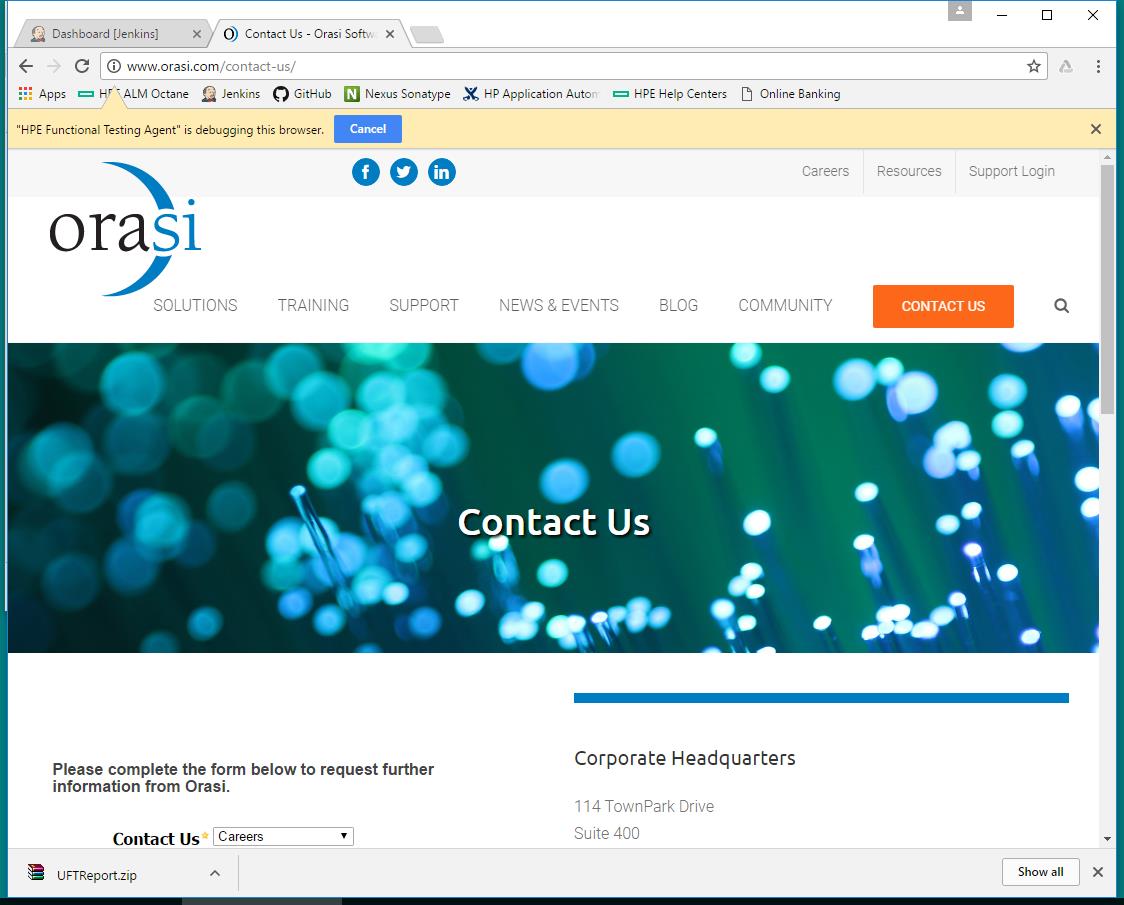 Dashboard [Jenkins]
Contact Us - Orasi Softw
www.orasi.com/contact-us/
Apps
ALM Octane
Jenkins
GitHub
Nexus Sonatype
HP Application Autom
HPE Help Centers
Online Banking
"HPE Functional Testing Agent" is debugging this browser.
Cancel
f
in
Careers
Resources
Support Login
orasi
SOLUTIONS
TRAINING
SUPPORT
NEWS & EVENTS
BLOG
COMMUNITY
CONTACT US
Contact Us
Please complete the form below to request further
information from Orasi.
Contact Us
Careers
Corporate Headquarters
114 TownPark Drive
Suite 400
UFTReport.zip
Show all